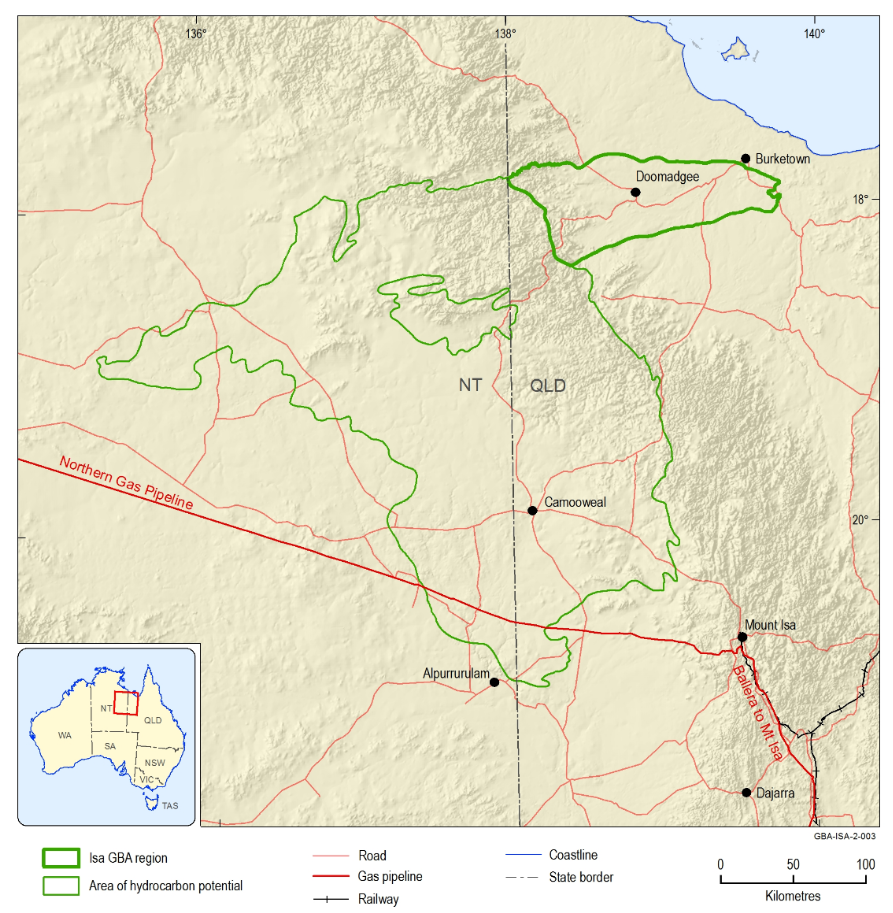 136°
138°
140°
Burketown
Doomadgee
18°
NT
QLD
Northern Gas Pipeline
Camooweal
20°
Mount Isa
Alpurrurulam
Ballera to Mt Isa
Dajarra
NT
QLD
WA
SA
NSW
VIC
TAS
GBA-ISA-2-003
Isa GBA region
Area of hydrocarbon potential
Road
Gas pipeline
Railway
Coastline
State border
0 50 100
Kilometres